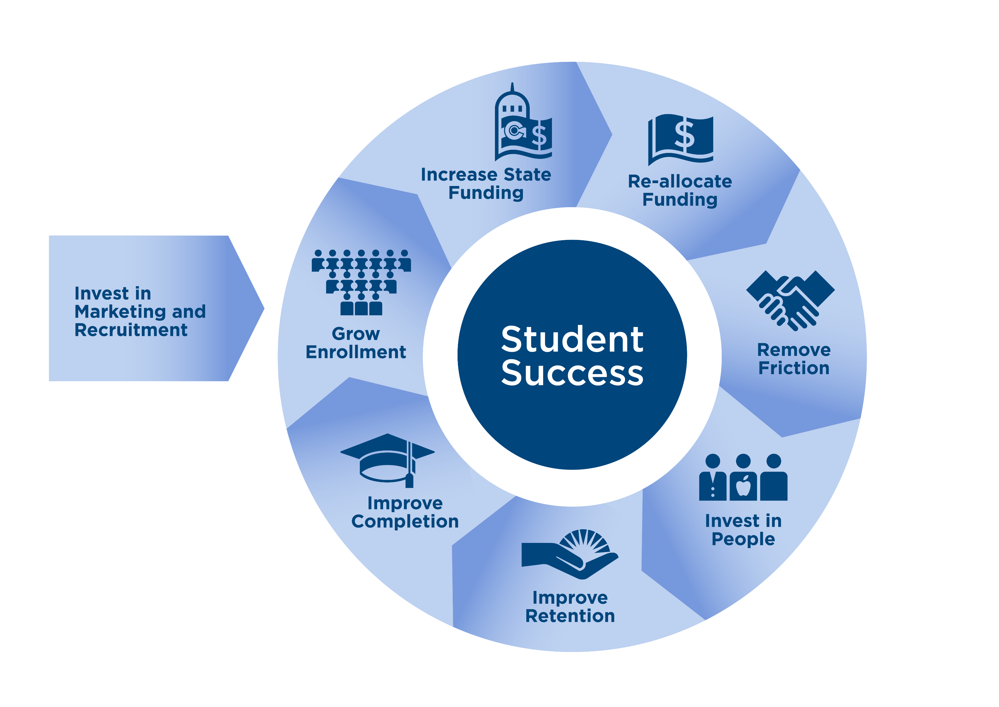 Invest in
Marketing and
Recruitment
Grow
Enrollment
Increase State
Funding
$
Re-allocate
Funding
$
Remove
Friction
Invest in
People
Improve
Retention
Improve
Completion
Student
Success